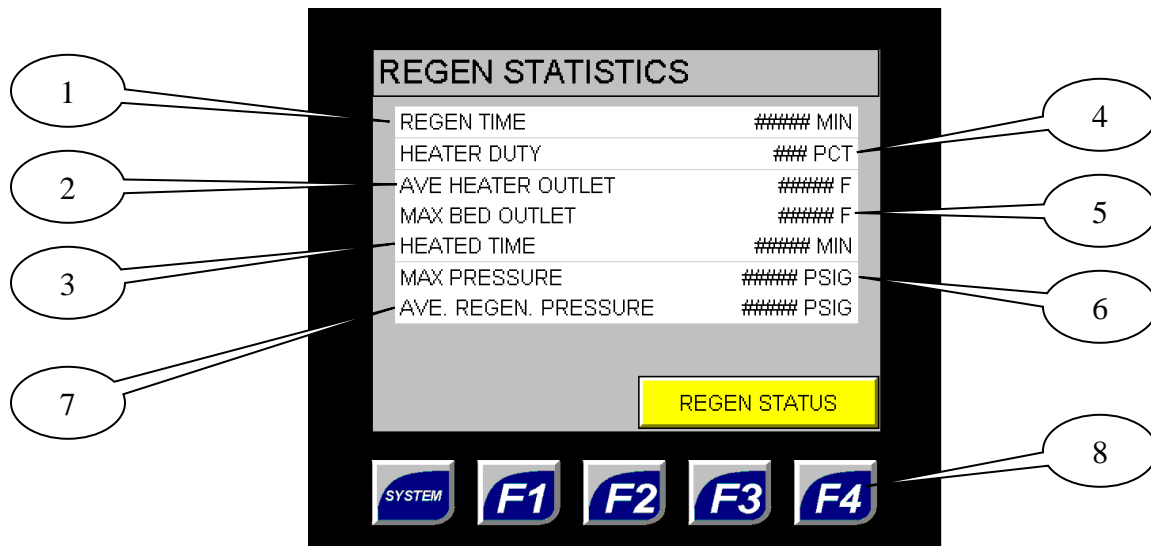 REGEN STATISTICS
1
REGEN TIME ##### MIN
4
HEATER DUTY ### PCT
2
AVE HEATER OUTLET ##### F
MAX BED OUTLET ##### F
5
HEATED TIME ##### MIN
3
MAX PRESSURE ##### PSIG
6
AVE. REGEN. PRESSURE ##### PSIG
7
REGEN STATUS
8
SYSTEM F1 F2 F3 F4